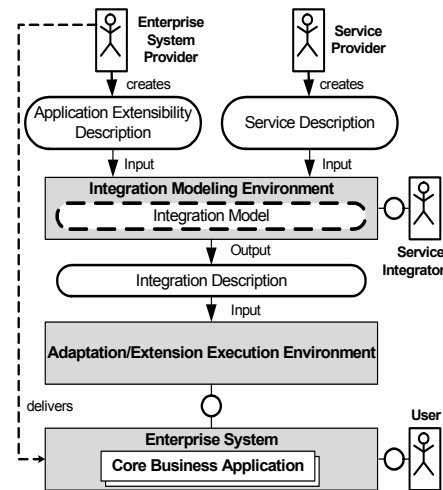 Enterprise
System
Provider
Service
Provider
creates
creates
Application Extensibility
Description
Service Description
Input
Input
Integration Modeling Environment
Integration Model
Service
Integrator
Output
Integration Description
Input
Adaptation/Extension Execution Environment
delivers
User
Enterprise System
Core Business Application